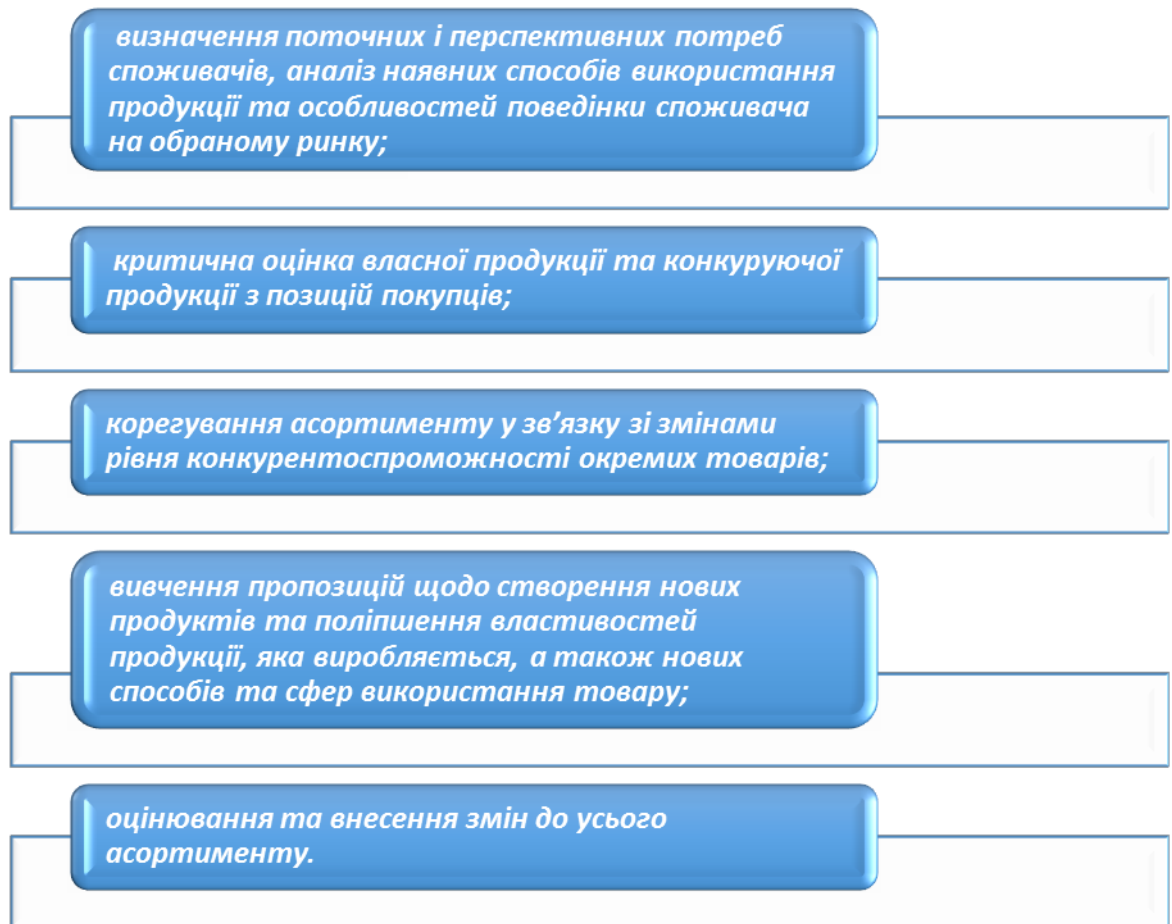 визначення поточних і перспективних потреб
споживачів, аналіз наявних способів використання
продукції та особливостей поведінки споживача
на обраному ринку;
критична оцінка власної продукції та конкуруючої
продукції з позицій покупців;
корегування асортименту у зв’язку зі змінами
рівня конкурентоспроможності окремих товарів;
вивчення пропозицій щодо створення нових
продуктів та поліпшення властивостей
продукції, яка виробляється, а також нових
способів та сфер використання товару;
оцінювання та внесення змін до усього
асортименту.